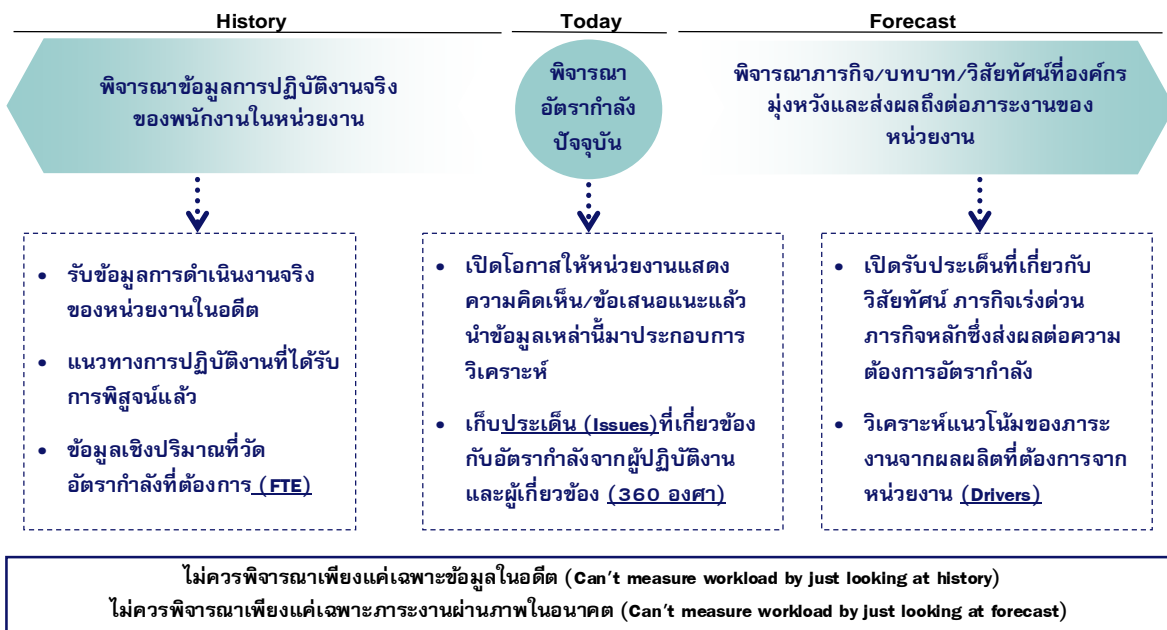 History
Today
Forecast
พิจารณาข้อมูลการปฏิบัติงานจริง
ของพนักงานในหน่วยงาน
พิจารณา
อัตรากำลัง
ปัจจุบัน
พิจารณาภารกิจ/บทบาท/วิสัยทัศน์ที่องค์กร
มุ่งหวังและส่งผลถึงต่อภาระงานของ
หน่วยงาน
• รับข้อมูลการดำเนินงานจริง
ของหน่วยงานในอดีต
• แนวทางการปฏิบัติงานที่ได้รับ
การพิสูจน์แล้ว
• ข้อมูลเชิงปริมาณที่วัด
อัตรากำลังที่ต้องการ (FTE)
• เปิดโอกาสให้หน่วยงานแสดง
ความคิดเห็น/ข้อเสนอแนะแล้ว
นำข้อมูลเหล่านี้มาประกอบการ
วิเคราะห์
• เก็บประเด็น (Issues)ที่เกี่ยวข้อง
กับอัตรากำลังจากผู้ปฏิบัติงาน
และผู้เกี่ยวข้อง (360 องศา)
• เปิดรับประเด็นที่เกี่ยวกับ
วิสัยทัศน์ ภารกิจเร่งด่วน
ภารกิจหลักซึ่งส่งผลต่อความ
ต้องการอัตรากำลัง
• วิเคราะห์แนวโน้มของภาระ
งานจากผลผลิตที่ต้องการจาก
หน่วยงาน (Drivers)
ไม่ควรพิจารณาเพียงแค่เฉพาะข้อมูลในอดีต (Can't measure workload by just looking at history)
ไม่ควรพิจารณาเพียงแค่เฉพาะภาระงานผ่านภาพในอนาคต (Can't measure workload by just looking at forecast)